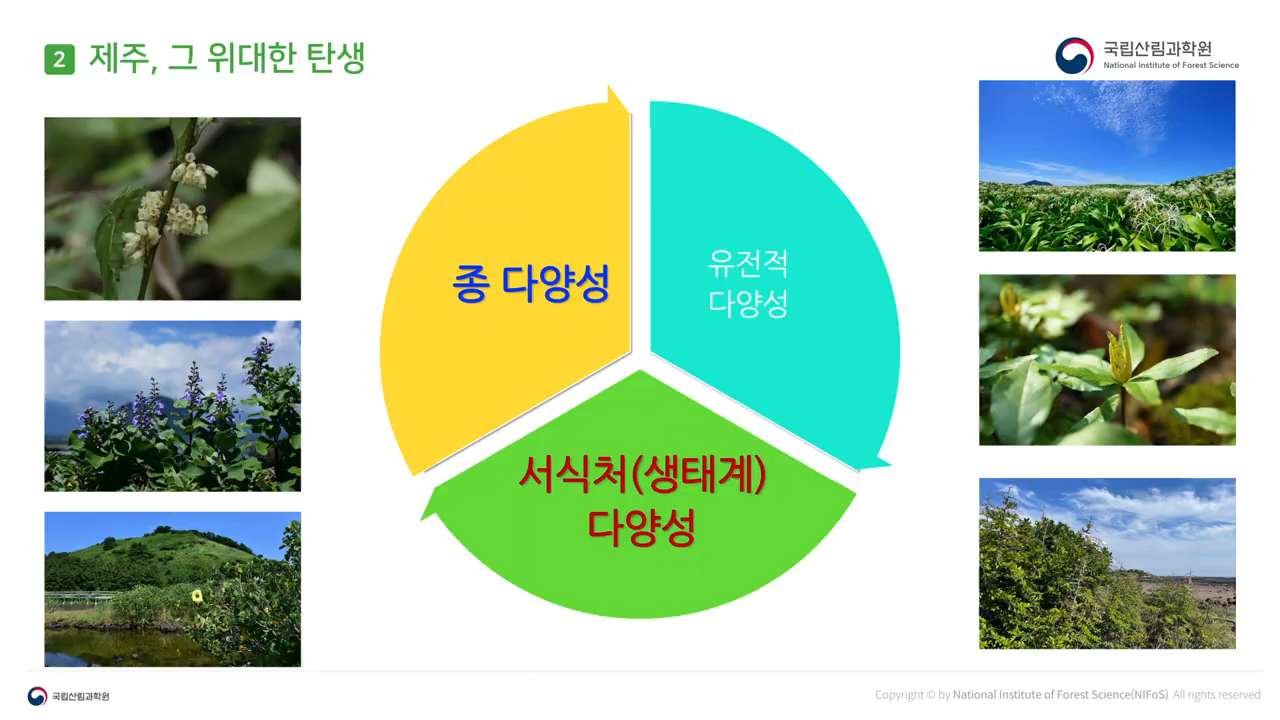 2 제주, 그 위대한 탄생
국립산림과학원
National Institute of Forest Science
종 다양성
유전적
다양성
서식처(생태계)
다양성
국립산림과학원
Copyright © by National Institute of Forest Science(NIFoS). All rights reserved